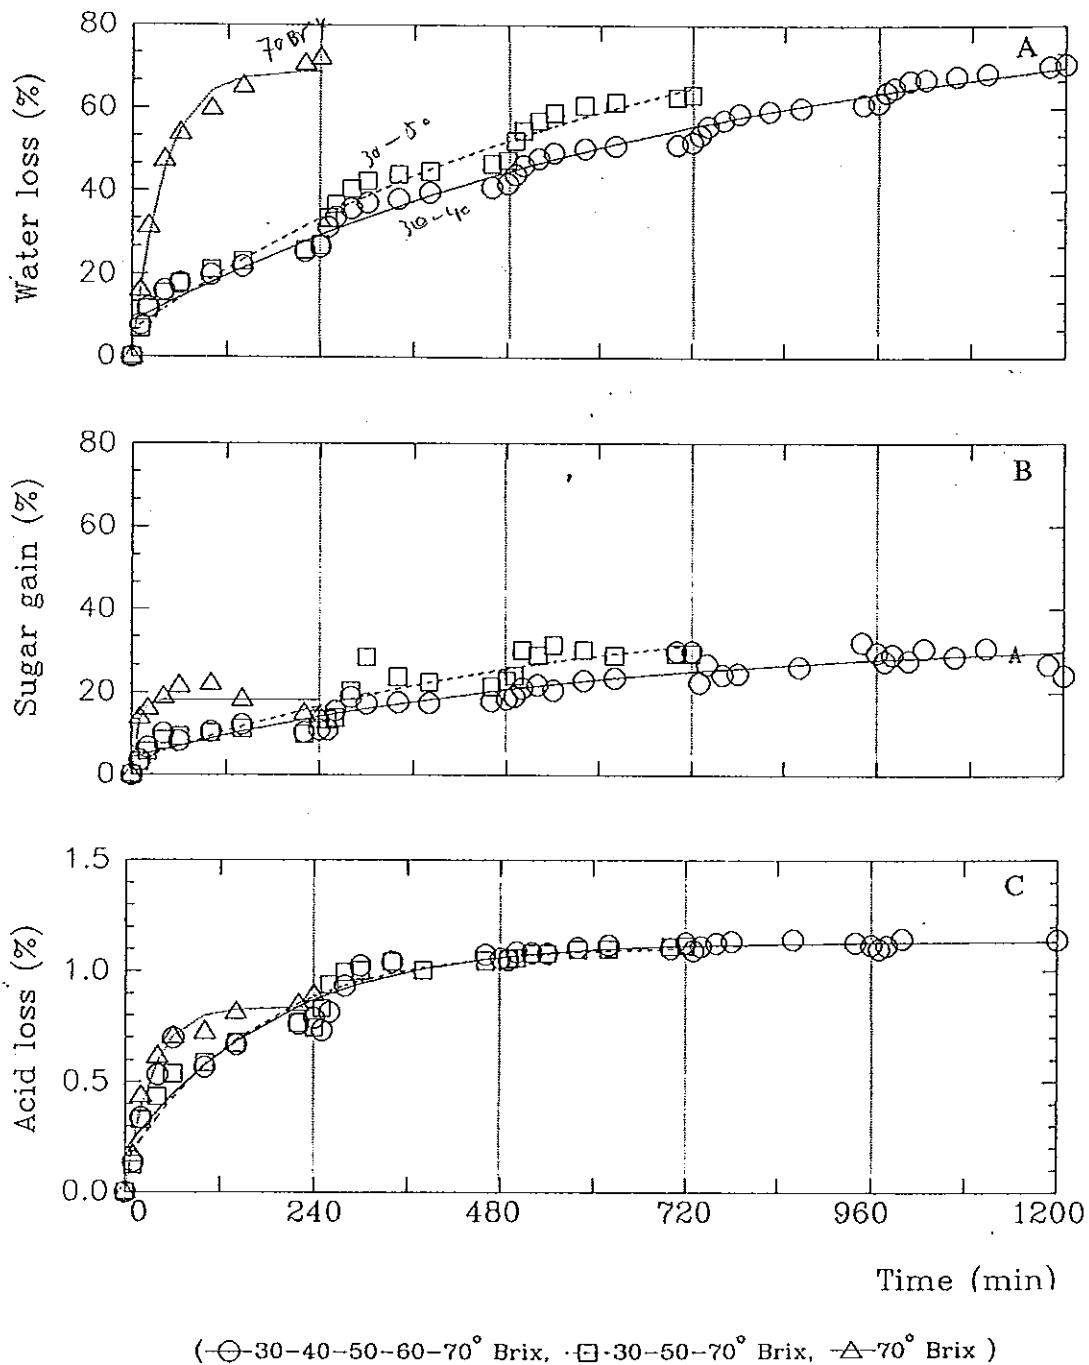 80
60
40
20
0
Water loss (%)
A
70 Br
30-50
30-40
80
60
40
20
0
Sugar gain (%)
B
A
1.5
1.0
0.5
0.0
Acid loss (%)
C
0 240 480 720 960 1200
Time (min)
(-○-30-40-50-60-70° Brix, ·□·30-50-70° Brix, -△-70° Brix )